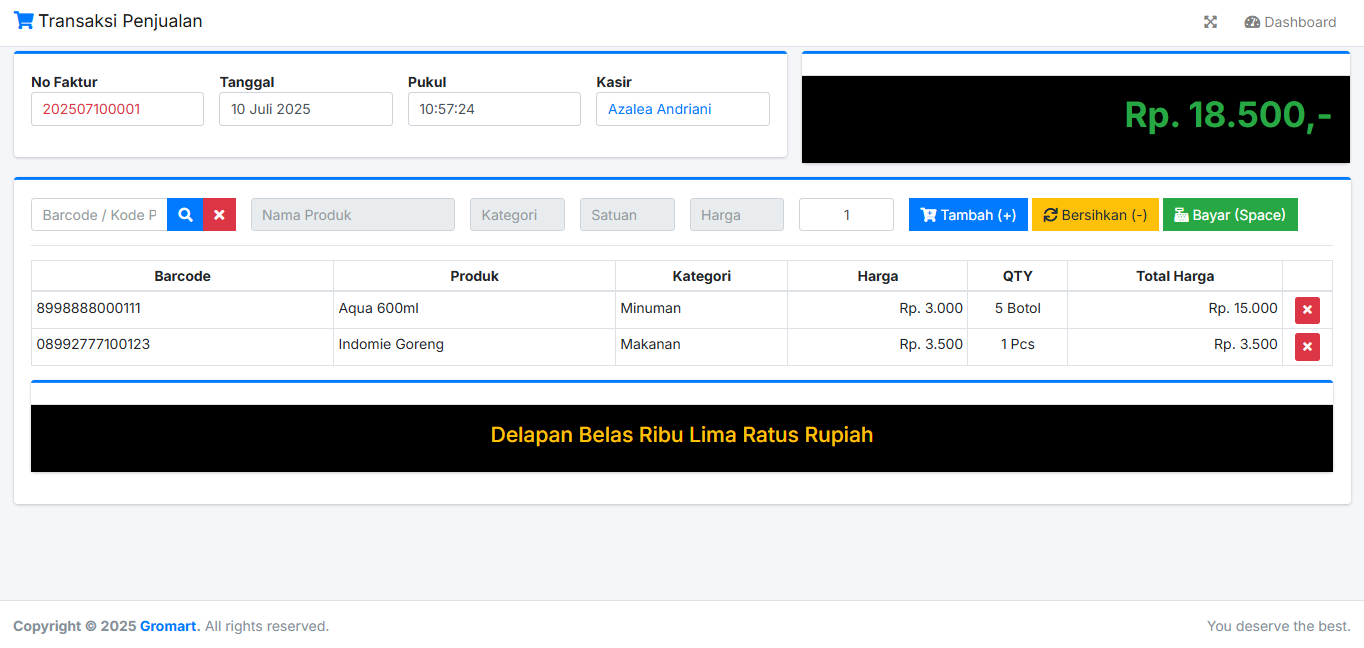 Transaksi Penjualan
Dashboard
No Faktur Tanggal Pukul Kasir
202507100001 10 Juli 2025 10:57:24 Azalea Andriani
Rp. 18.500,-
Barcode / Kode P Nama Produk Kategori Satuan Harga 1 Tambah (+) Bersihkan (-) Bayar (Space)
Barcode Produk Kategori Harga QTY Total Harga
8998888000111 Aqua 600ml Minuman Rp. 3.000 5 Botol Rp. 15.000
08992777100123 Indomie Goreng Makanan Rp. 3.500 1 Pcs Rp. 3.500
Delapan Belas Ribu Lima Ratus Rupiah
Copyright © 2025 Gromart. All rights reserved.
You deserve the best.